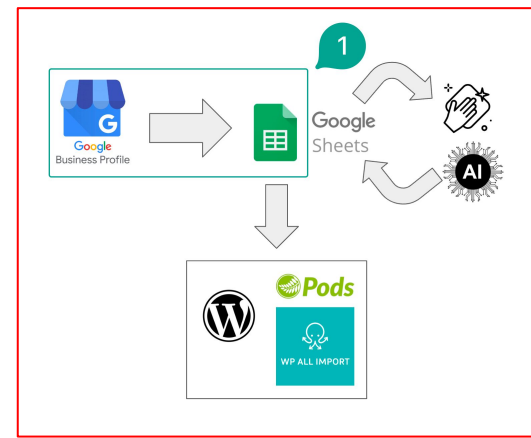 1
G
Google
Business Profile
Google
Sheets
AI
W
Pods
WP ALL IMPORT